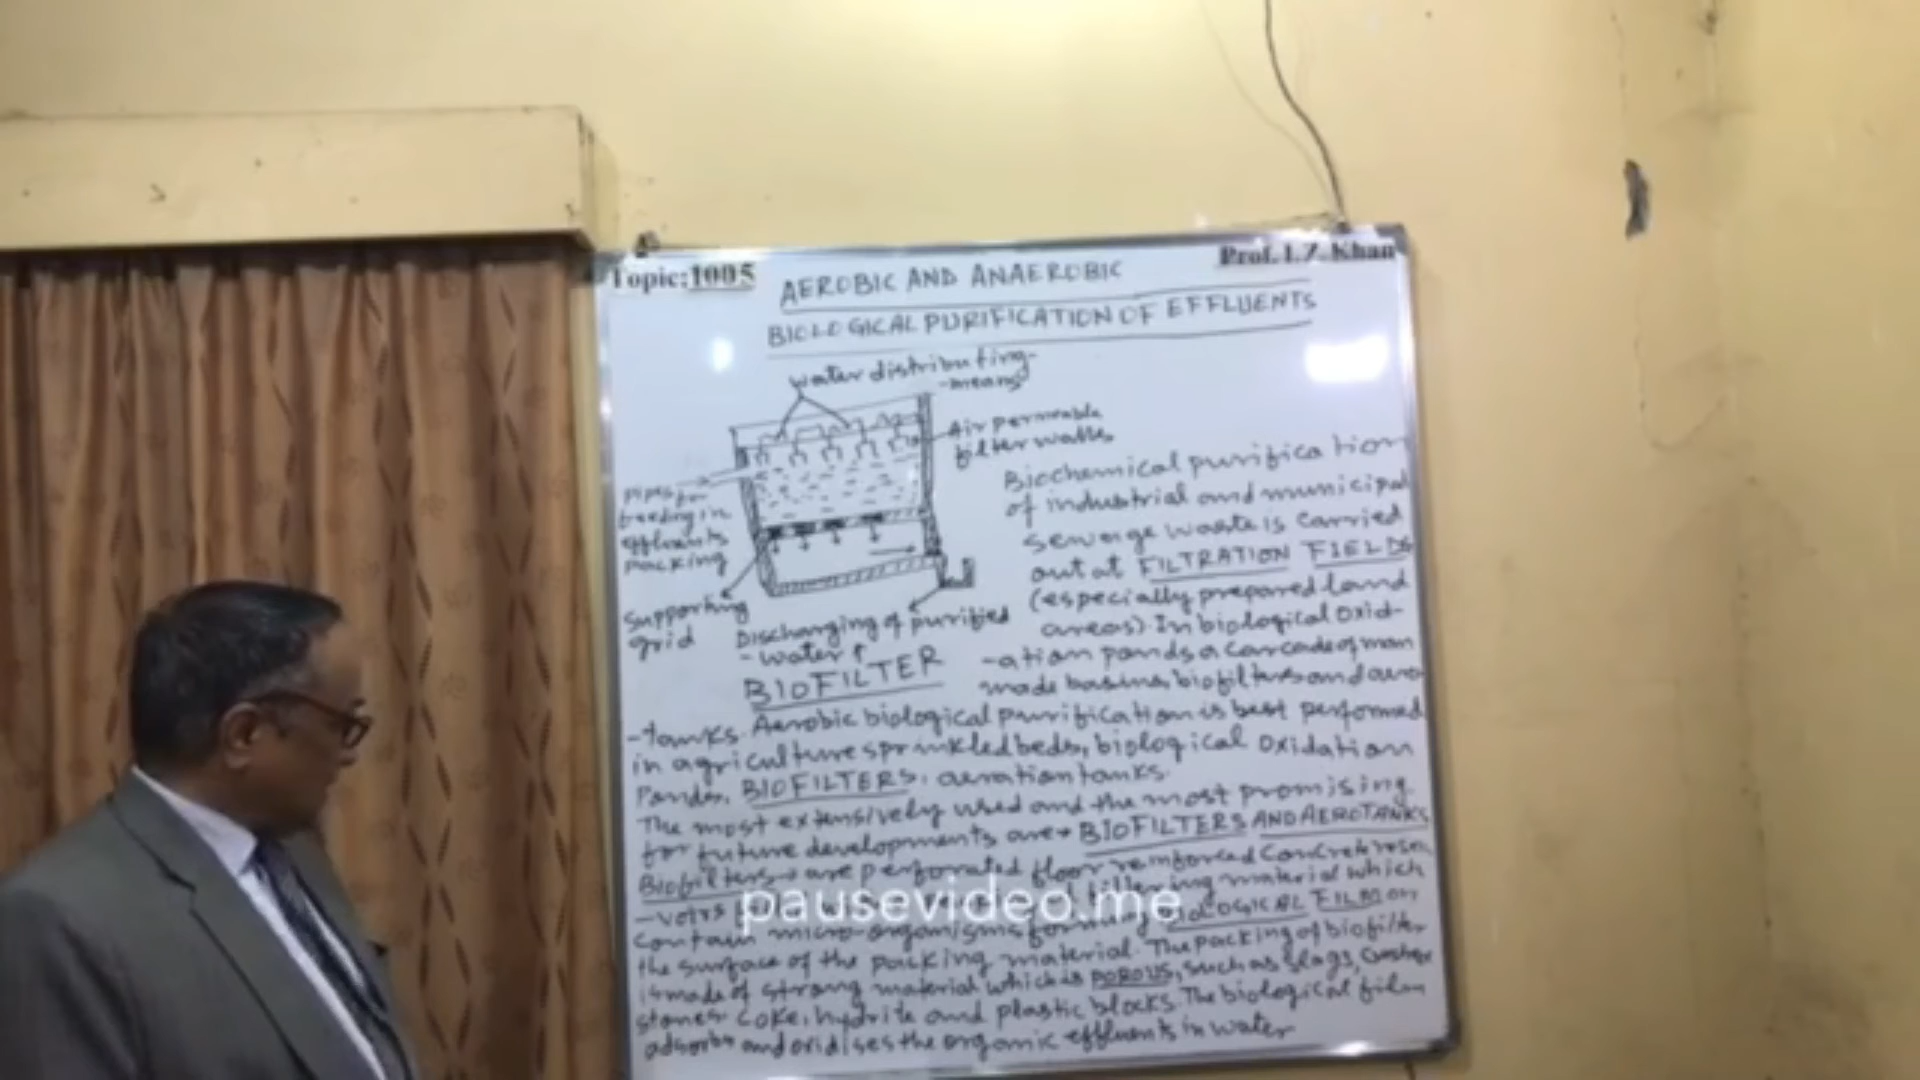 Topic:1005
Prof. I.Z. Khan
AEROBIC AND ANAEROBIC
BIOLOGICAL PURIFICATION OF EFFLUENTS
water distributing-
-means
Air permeable
filter walls
Pipes for
feeding in
effluents
packing
supporting
grid
Discharging of purified
-water
BIOFILTER
Biochemical purification
of industrial and municipal
sewerge waste is carried
out at FILTRATION FIELDS
(especially prepared land
areas). In biological oxid-
-ation ponds a cascade of man
made basins, biofilters and aero
-tanks. Aerobic biological purification is best performed
in agriculture sprinkled beds, biological oxidation
Ponds, BIOFILTERS, aeration tanks.
The most extensively used and the most promising
for future developments are BIOFILTERS AND AEROTANKS
Biofilters are perforated floor reinforced concrete reser
-voirs filtering material which
contain micro-organisms forming BIOLOGICAL FILM on
the surface of the packing material. The packing of biofilter
is made of strong material which is POROUS, such as slags,
stones, coke, and plastic blocks. The biological film
adsorbs and oxidises the organic effluents in water
pausevideo.me